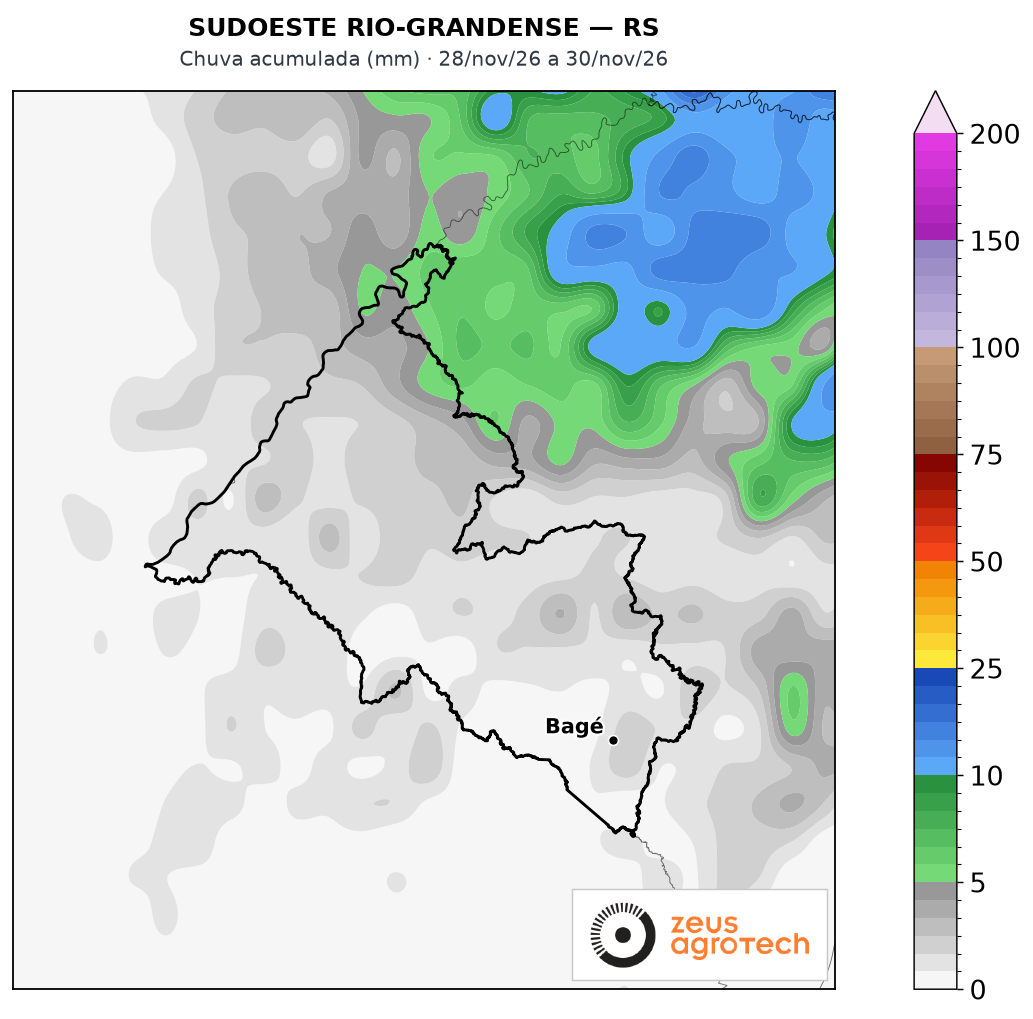 SUDOESTE RIO-GRANDENSE — RS
Chuva acumulada (mm) · 28/nov/26 a 30/nov/26
200
150
100
75
50
25
10
5
0
Bagé
zeus
agrotech